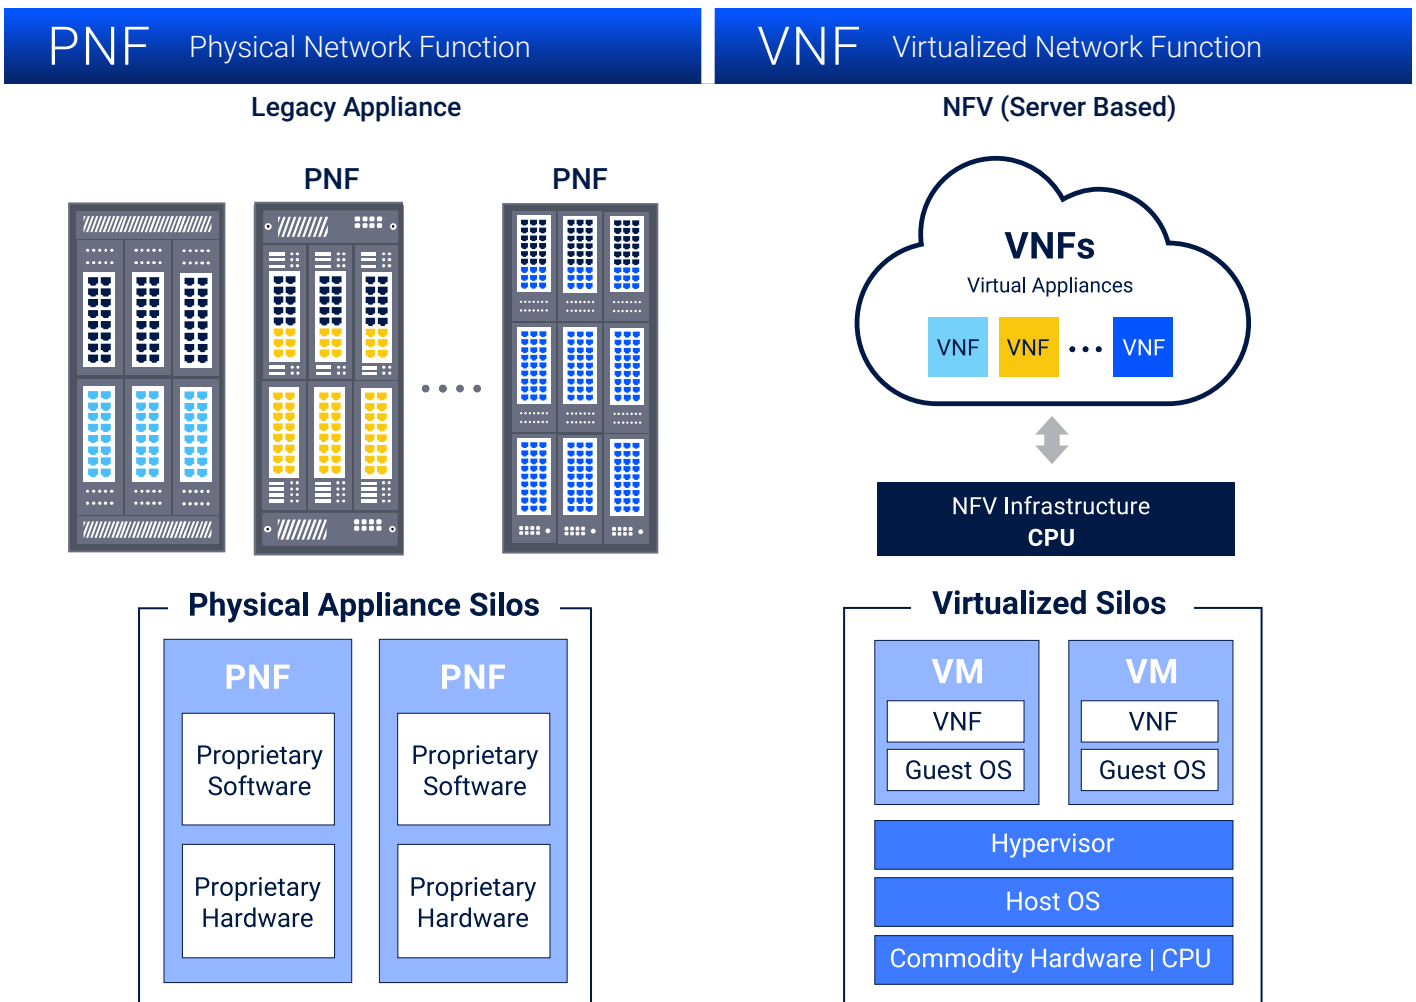 PNF Physical Network Function
Legacy Appliance
PNF
PNF
Physical Appliance Silos
PNF
Proprietary
Software
Proprietary
Hardware
PNF
Proprietary
Software
Proprietary
Hardware
VNF Virtualized Network Function
NFV (Server Based)
VNFs
Virtual Appliances
VNF
VNF
VNF
NFV Infrastructure
CPU
Virtualized Silos
VM
VNF
Guest OS
VM
VNF
Guest OS
Hypervisor
Host OS
Commodity Hardware | CPU